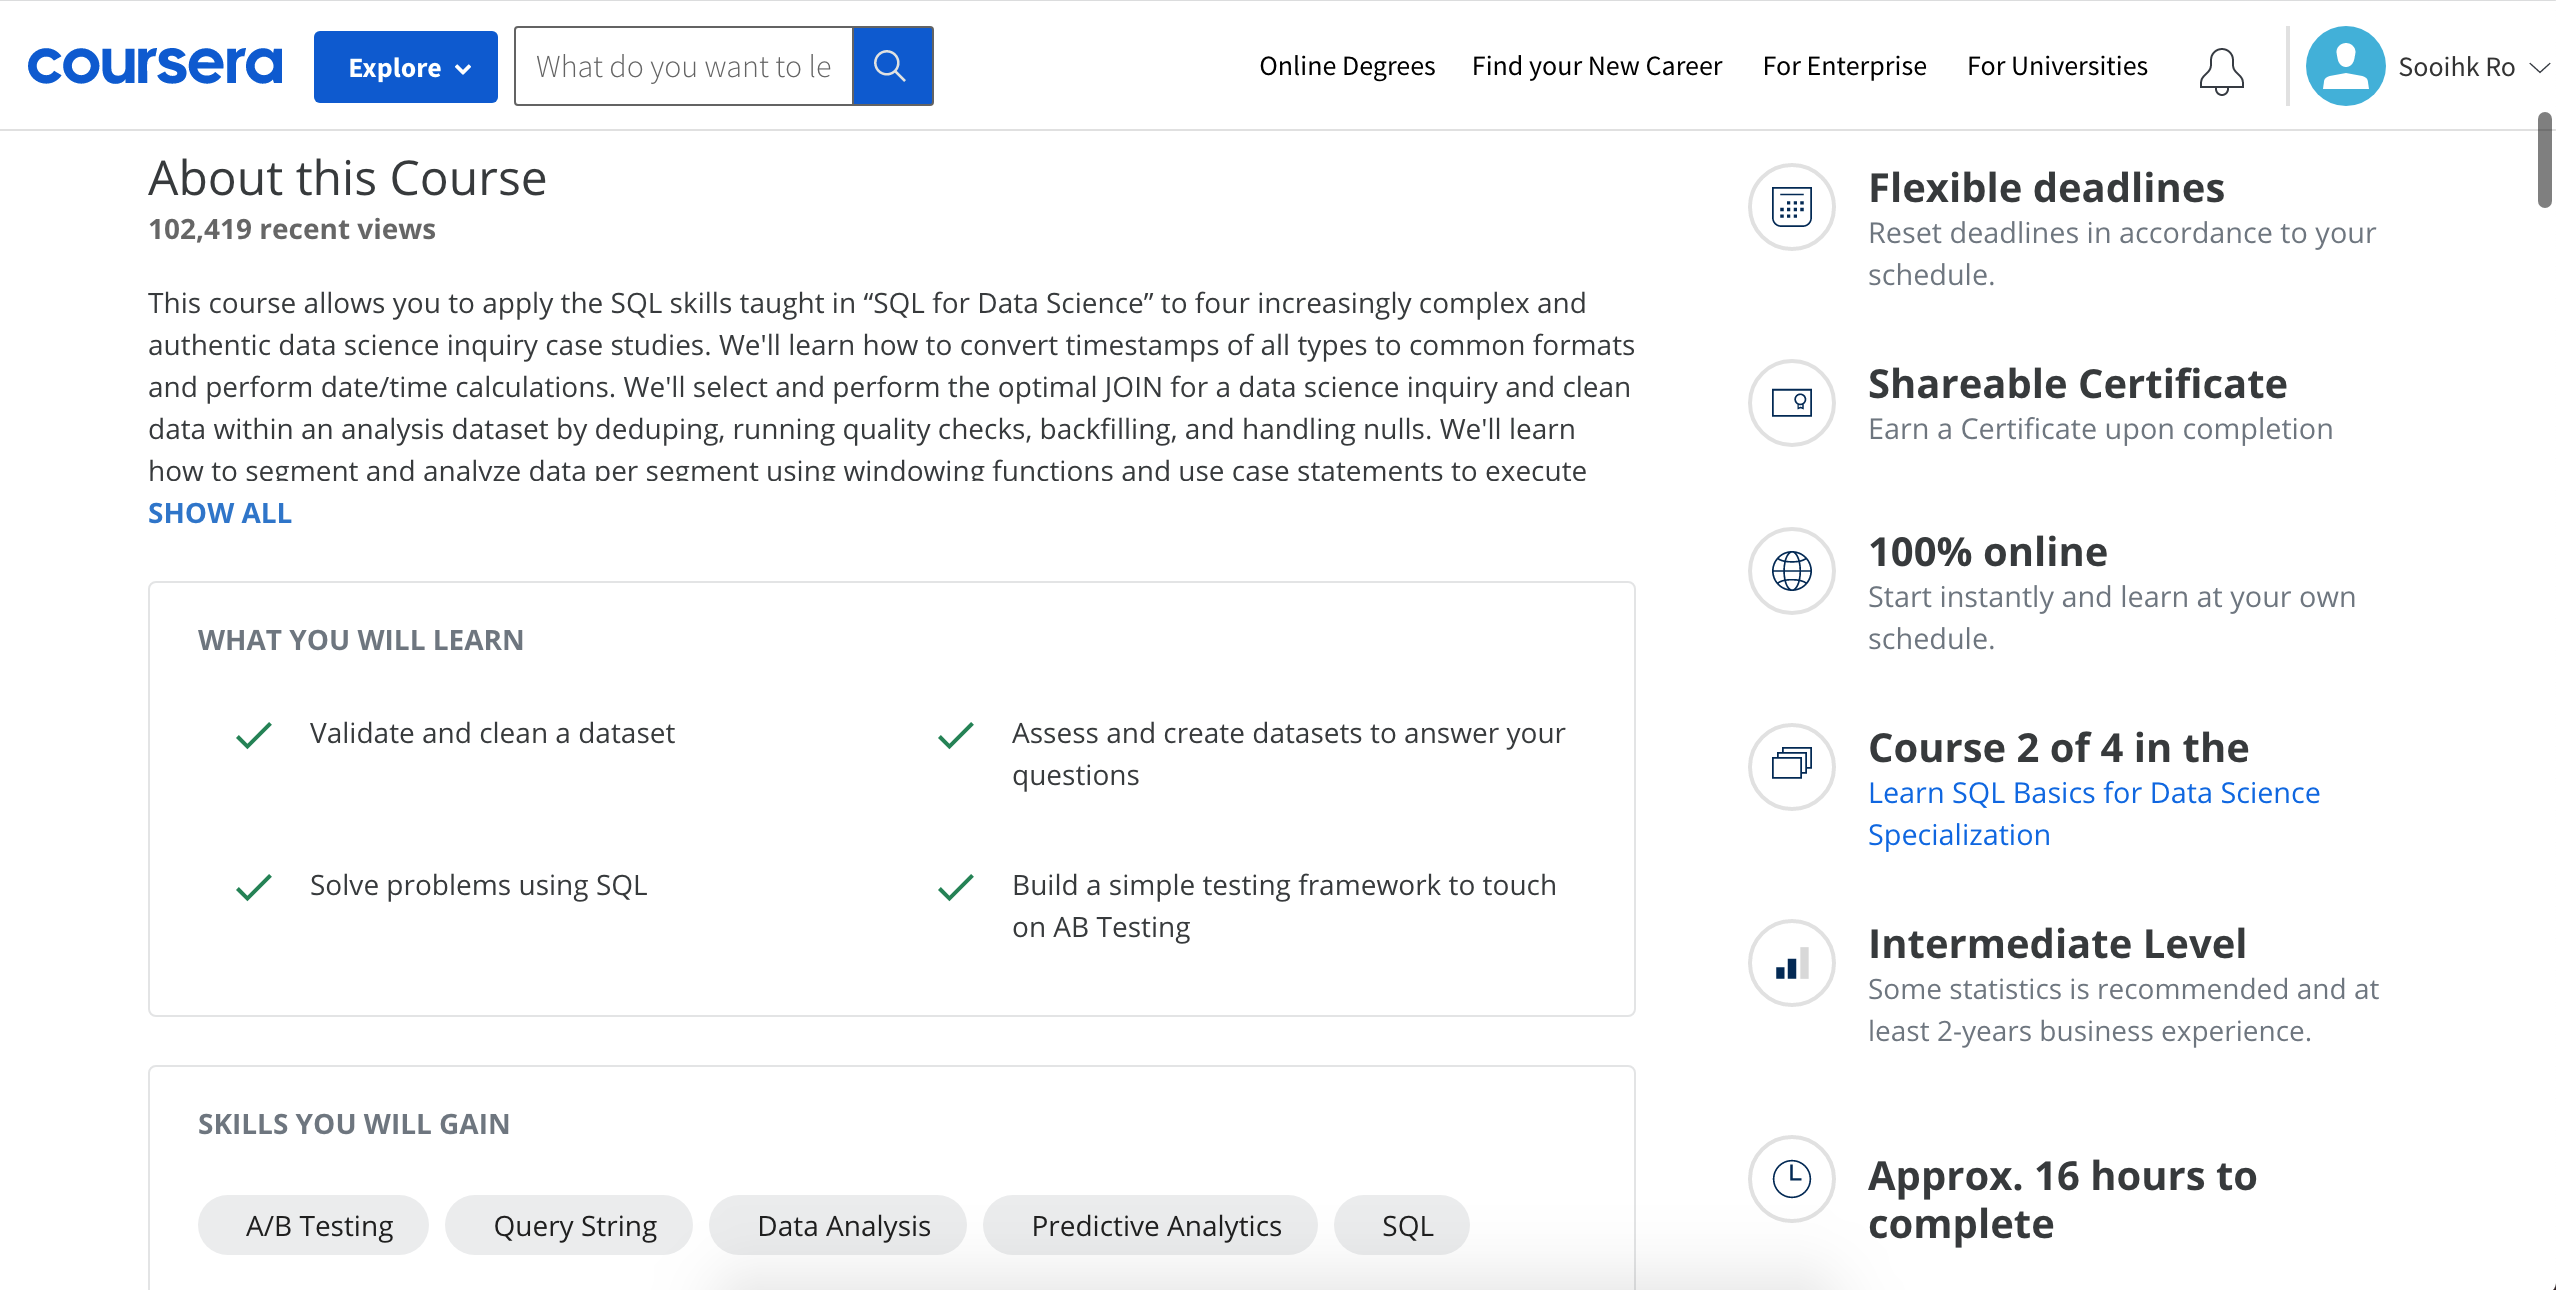 coursera
Explore
What do you want to le
Online Degrees
Find your New Career
For Enterprise
For Universities
Sooihk Ro
About this Course
102,419 recent views
This course allows you to apply the SQL skills taught in “SQL for Data Science” to four increasingly complex and
authentic data science inquiry case studies. We'll learn how to convert timestamps of all types to common formats
and perform date/time calculations. We'll select and perform the optimal JOIN for a data science inquiry and clean
data within an analysis dataset by deduping, running quality checks, backfilling, and handling nulls. We'll learn
how to segment and analyze data per segment using windowing functions and use case statements to execute
SHOW ALL
WHAT YOU WILL LEARN
Validate and clean a dataset
Assess and create datasets to answer your
questions
Solve problems using SQL
Build a simple testing framework to touch
on AB Testing
SKILLS YOU WILL GAIN
A/B Testing
Query String
Data Analysis
Predictive Analytics
SQL
Flexible deadlines
Reset deadlines in accordance to your
schedule.
Shareable Certificate
Earn a Certificate upon completion
100% online
Start instantly and learn at your own
schedule.
Course 2 of 4 in the
Learn SQL Basics for Data Science
Specialization
Intermediate Level
Some statistics is recommended and at
least 2-years business experience.
Approx. 16 hours to
complete